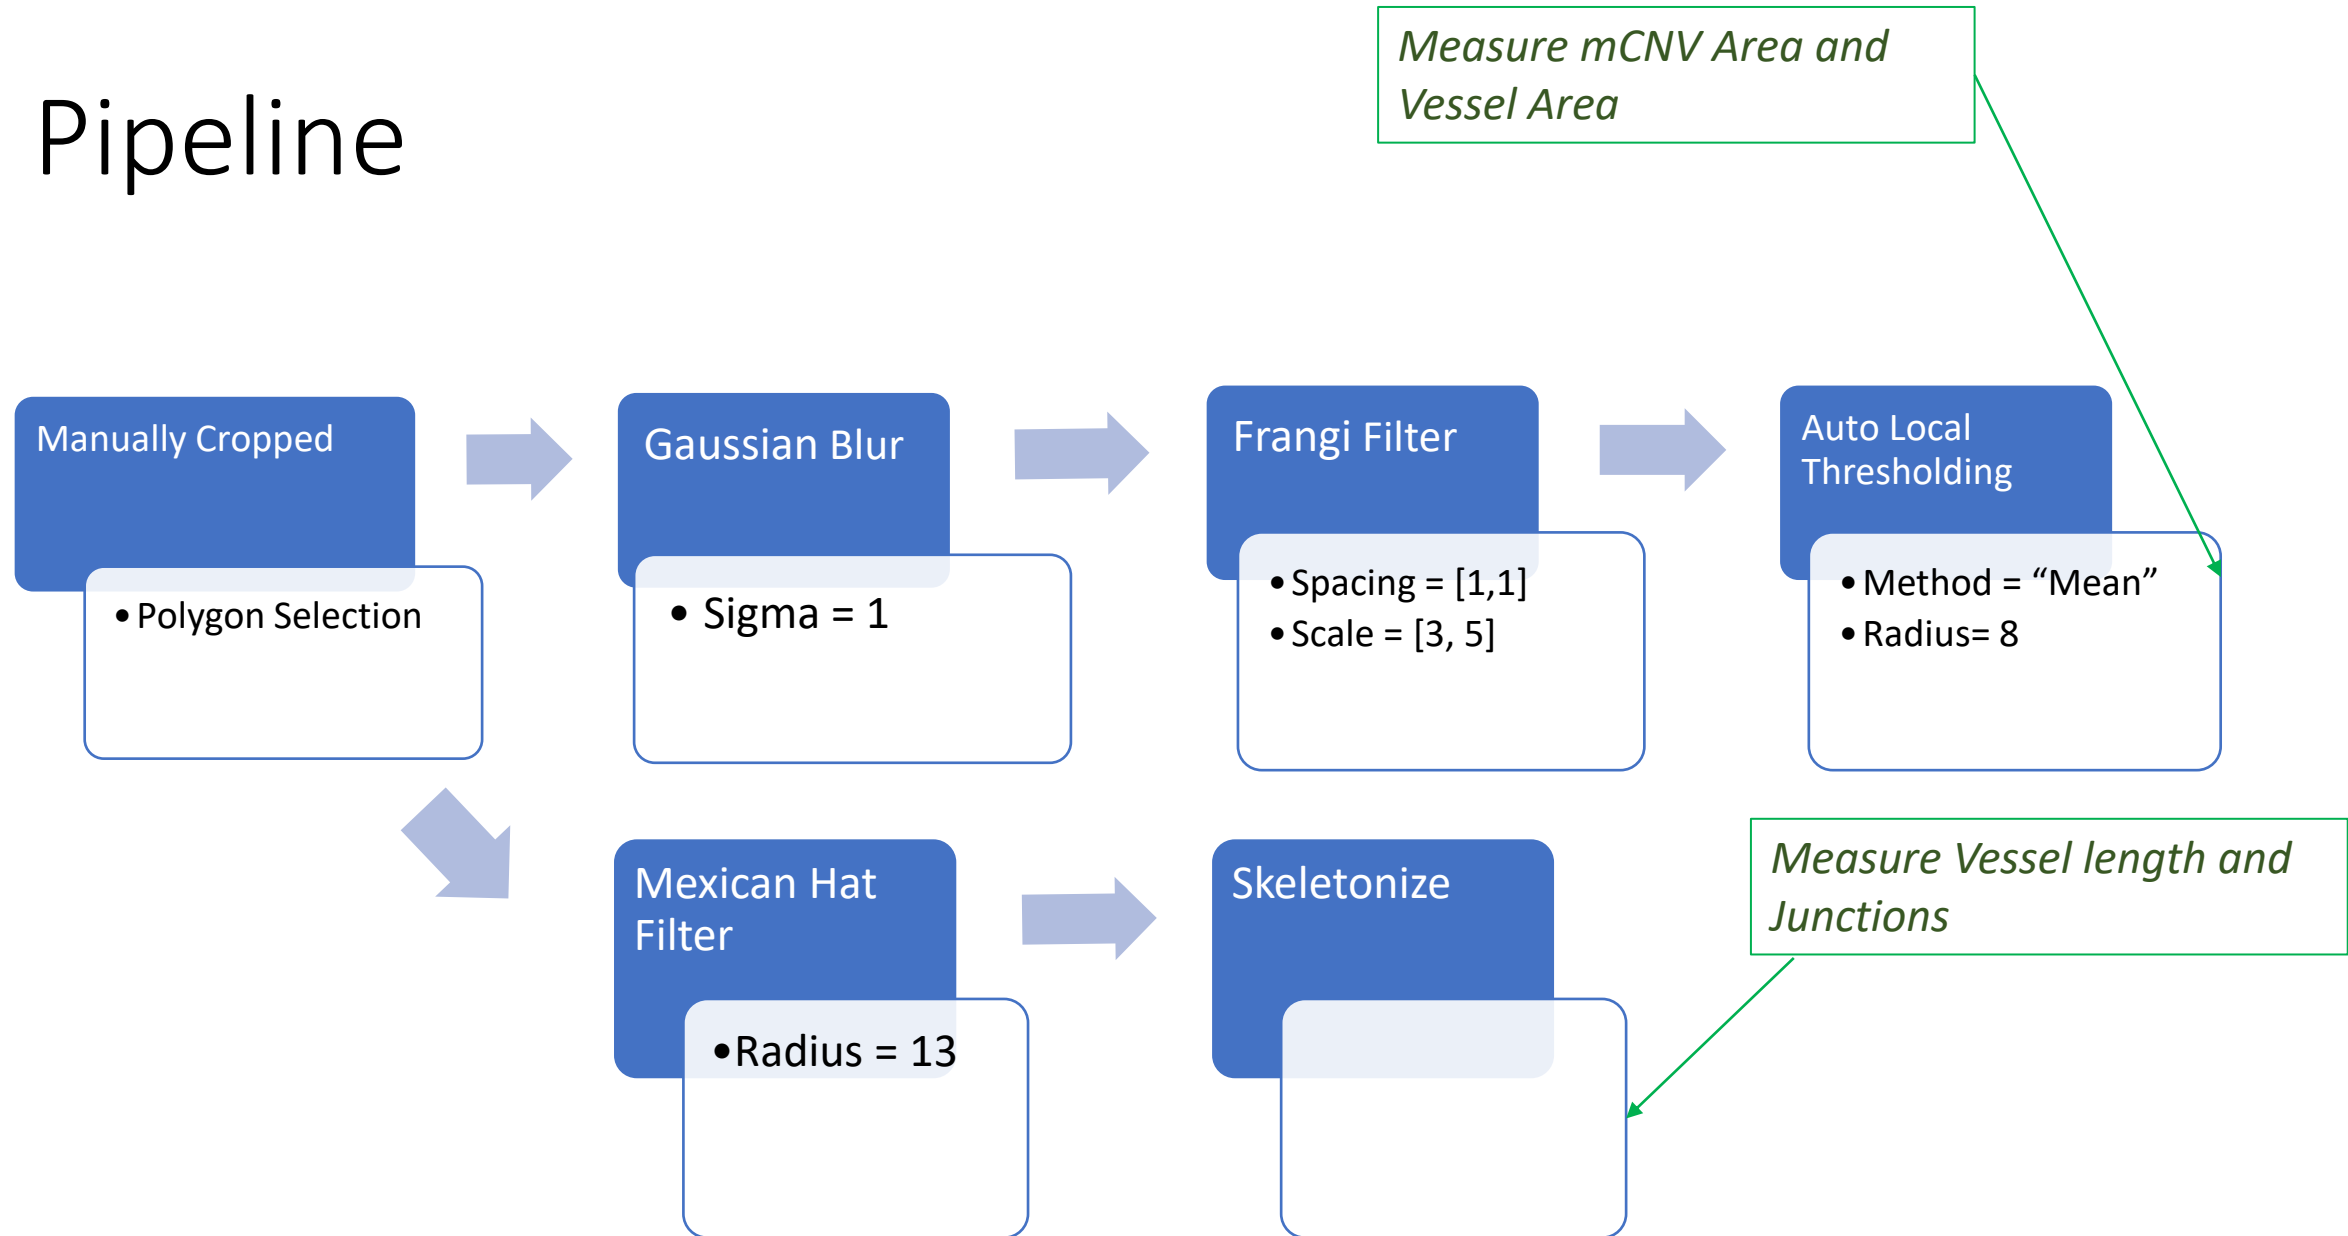 Pipeline
Measure mCNV Area and
Vessel Area
Manually Cropped
• Polygon Selection
Gaussian Blur
• Sigma = 1
Frangi Filter
• Spacing = [1,1]
• Scale = [3, 5]
Auto Local
Thresholding
• Method = “Mean”
• Radius= 8
Mexican Hat
Filter
•Radius = 13
Skeletonize
Measure Vessel length and
Junctions